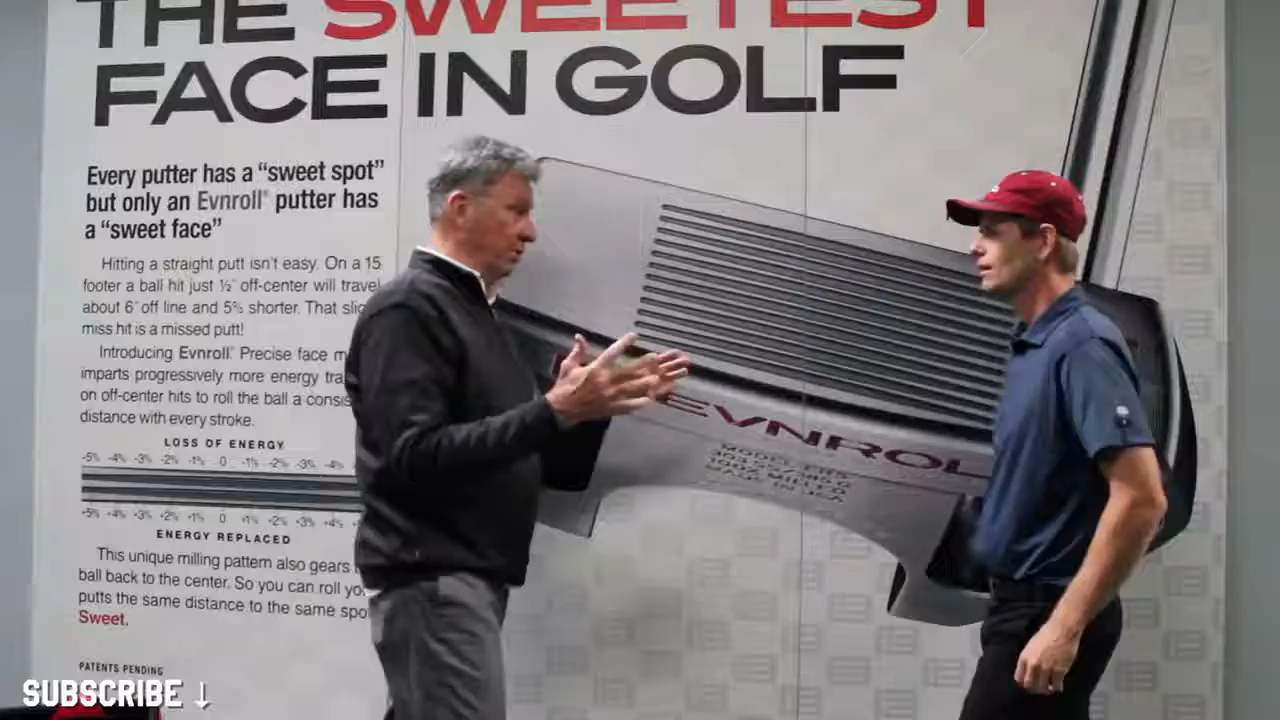 THE SWEETEST
FACE IN GOLF
Every putter has a “sweet spot”
but only an Evnroll® putter has
a “sweet face”
Hitting a straight putt isn't easy. On a 15
footer a ball hit just ½" off-center will travel
about 6" off line and 5% shorter. That
miss hit is a missed putt!
Introducing Evnroll.® Precise face
imparts progressively more energy
on off-center hits to roll the ball a
distance with every stroke.
LOSS OF ENERGY
-5% -4% -3% -2% -1% 0 -1% -2% -3% -4%
+5% +4% +3% +2% +1% 0 +1% +2% +3% +4%
ENERGY REPLACED
This unique milling pattern also gears
ball back to the center. So you can roll
putts the same distance to the same
Sweet.
PATENTS PENDING
EVNROL
100% MILLED
MADE IN USA
SUBSCRIBE ↓